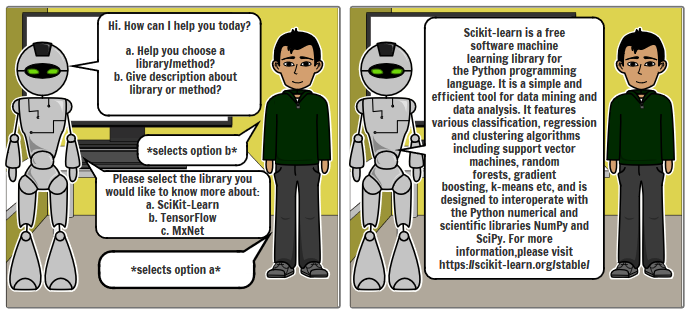 Hi. How can I help you today?
a. Help you choose a
library/method?
b. Give description about
library or method?
*selects option b*
Please select the library you
would like to know more about:
a. SciKit-Learn
b. TensorFlow
c. MxNet
*selects option a*
Scikit-learn is a free
software machine
learning library for
the Python programming
language. It is a simple and
efficient tool for data mining and
data analysis. It features
various classification, regression
and clustering algorithms
including support vector
machines, random
forests, gradient
boosting, k-means etc, and is
designed to interoperate with
the Python numerical and
scientific libraries NumPy and
SciPy. For more
information,please visit
https://scikit-learn.org/stable/